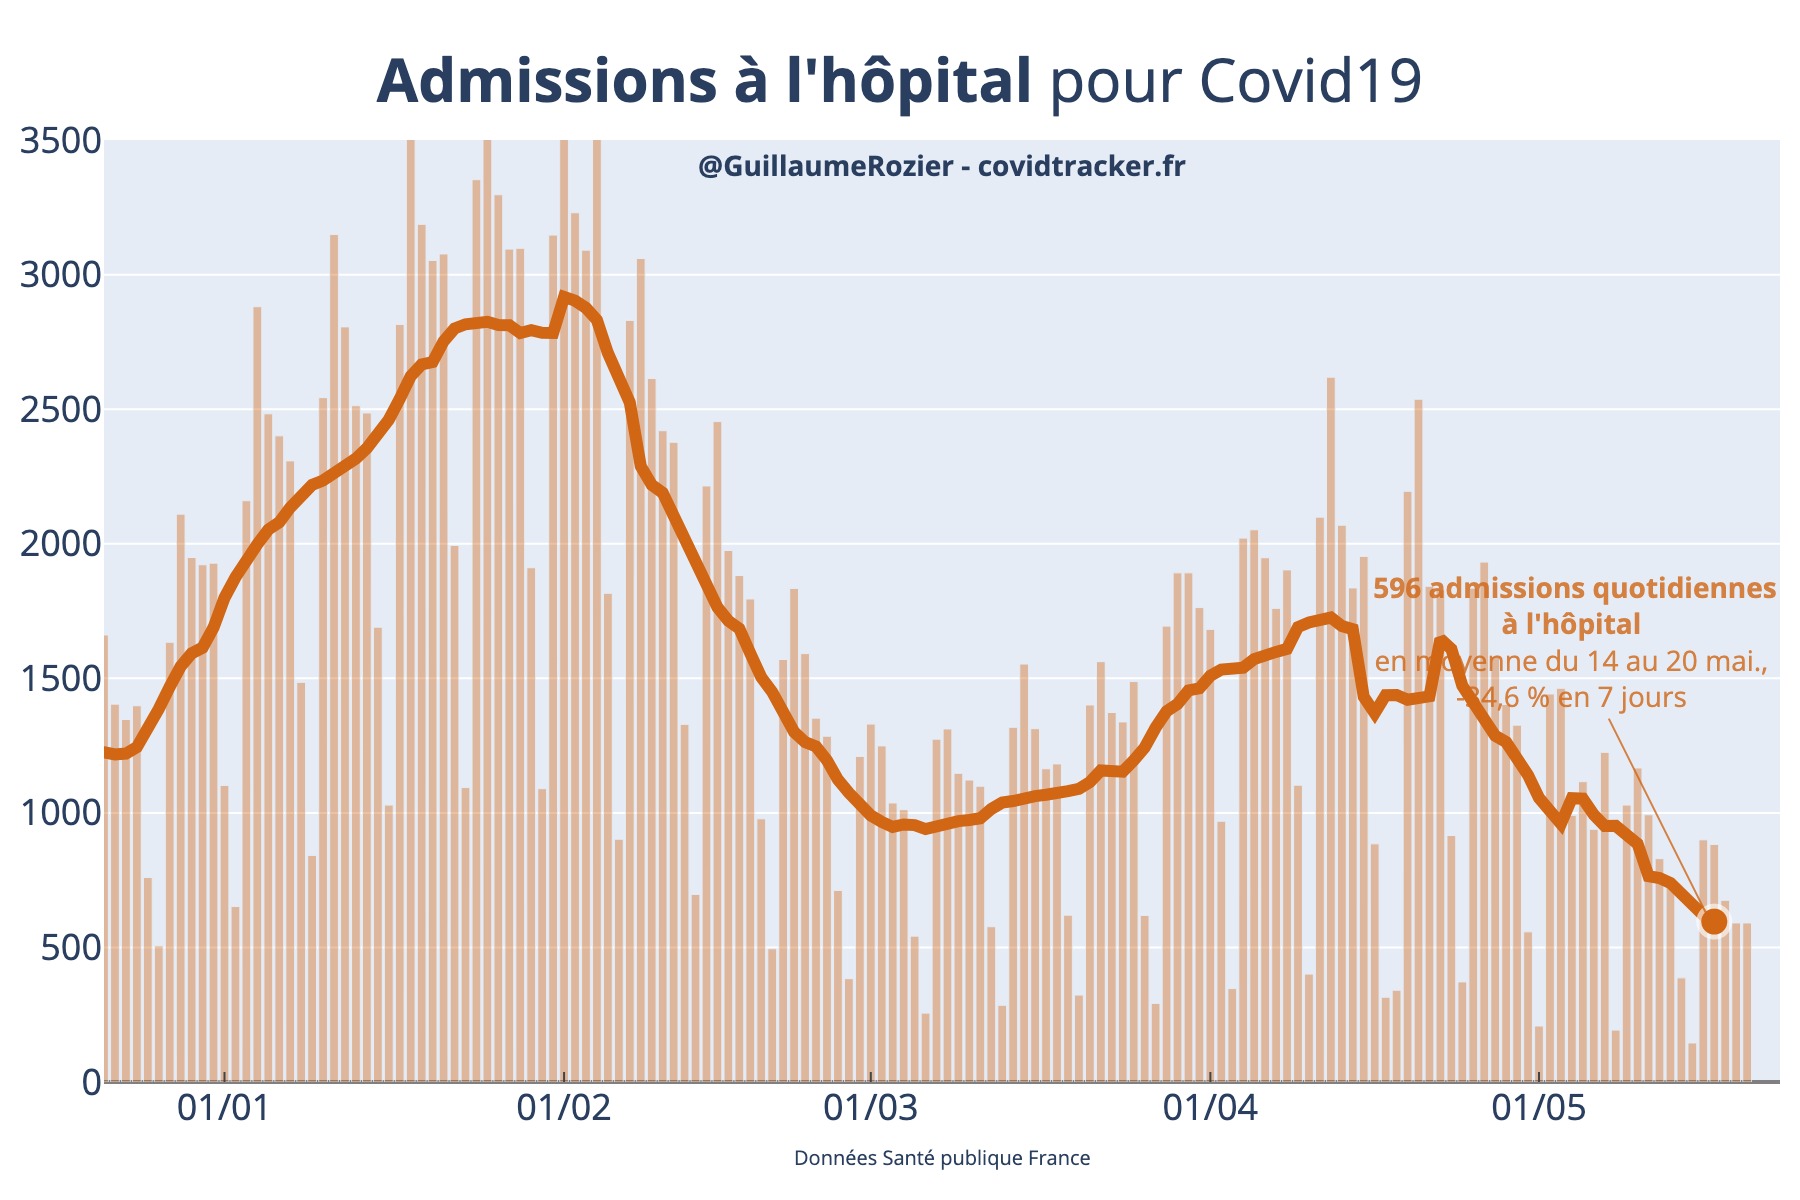 Admissions à l'hôpital pour Covid19
3500
@GuillaumeRozier - covidtracker.fr
3000
2500
2000
596 admissions quotidiennes
à l'hôpital
en moyenne du 14 au 20 mai.,
-34,6 % en 7 jours
1500
1000
500
0
01/01 01/02 01/03 01/04 01/05
Données Santé publique France